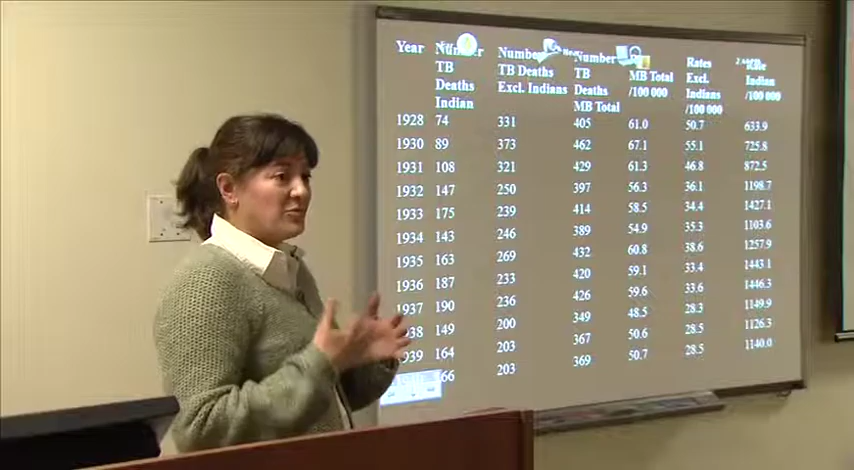 Year
Number
TB
Deaths
Indian
Number
TB Deaths
Excl. Indians
Number
TB
Deaths
MB Total
MB Total
/100 000
Rates
Excl.
Indians
/100 000
Rate
Indian
/100 000
1928 74 331 405 61.0 50.7 633.9
1930 89 373 462 67.1 55.1 725.8
1931 108 321 429 61.3 46.8 872.5
1932 147 250 397 56.3 36.1 1198.7
1933 175 239 414 58.5 34.4 1427.1
1934 143 246 389 54.9 35.3 1103.6
1935 163 269 432 60.8 38.6 1257.9
1936 187 233 420 59.1 33.4 1443.1
1937 190 236 426 59.6 33.6 1446.3
38 149 200 349 48.5 28.3 1149.9
39 164 203 367 50.6 28.5 1126.3
66 203 369 50.7 28.5 1140.0